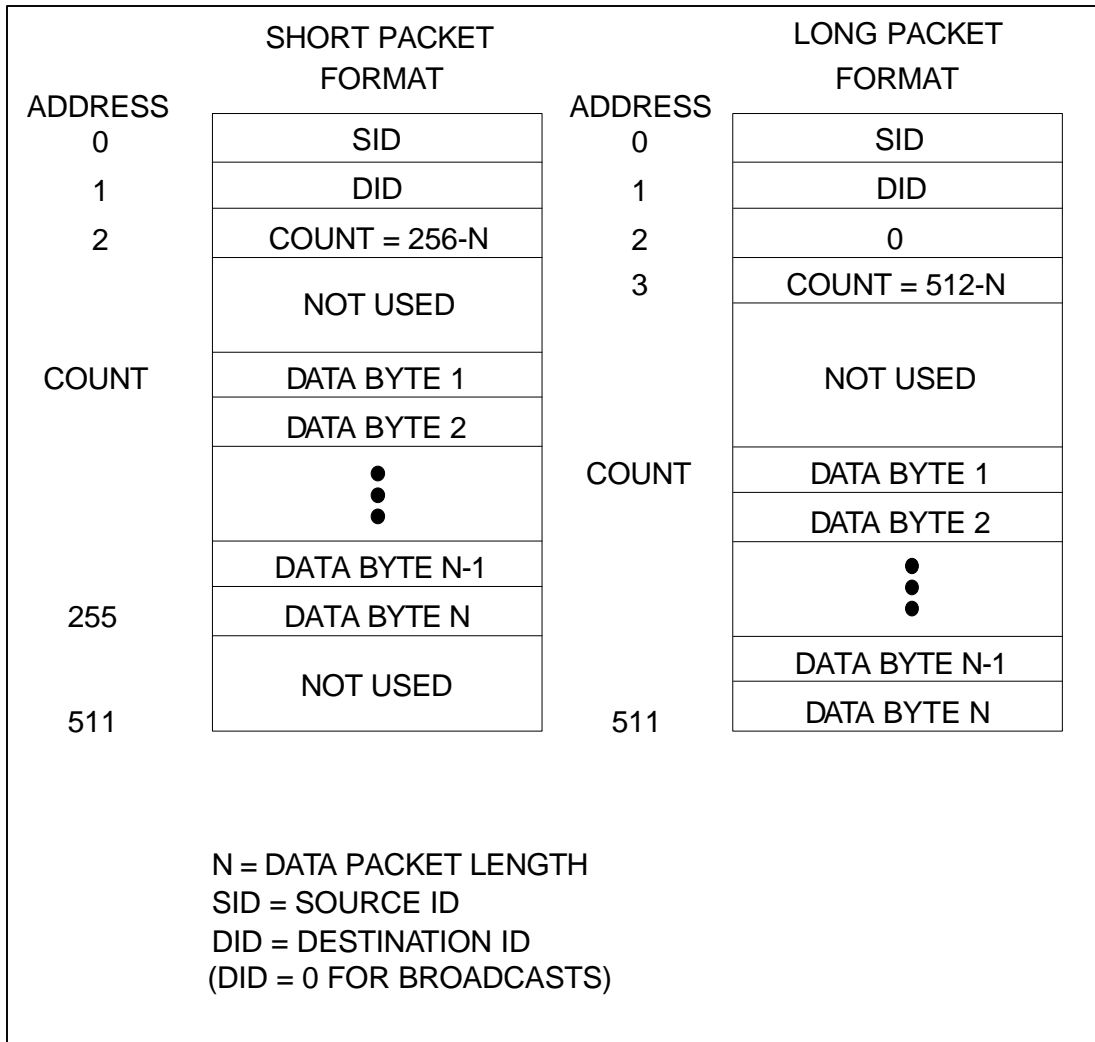 SHORT PACKET
FORMAT
ADDRESS
0
SID
1
DID
2
COUNT = 256-N
NOT USED
COUNT
DATA BYTE 1
DATA BYTE 2
DATA BYTE N-1
255
DATA BYTE N
NOT USED
511
LONG PACKET
FORMAT
ADDRESS
0
SID
1
DID
2
0
3
COUNT = 512-N
NOT USED
COUNT
DATA BYTE 1
DATA BYTE 2
DATA BYTE N-1
511
DATA BYTE N
N = DATA PACKET LENGTH
SID = SOURCE ID
DID = DESTINATION ID
(DID = 0 FOR BROADCASTS)